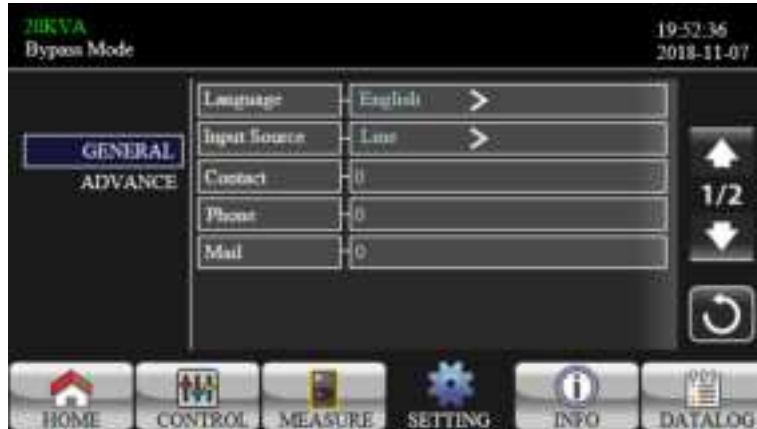 20KVA
Bypass Mode
19:52:36
2018-11-07
GENERAL
ADVANCE
Language
English >
Input Source
Line >
Contact
0
Phone
0
Mail
0
1/2
HOME
CONTROL
MEASURE
SETTING
INFO
DATALOG